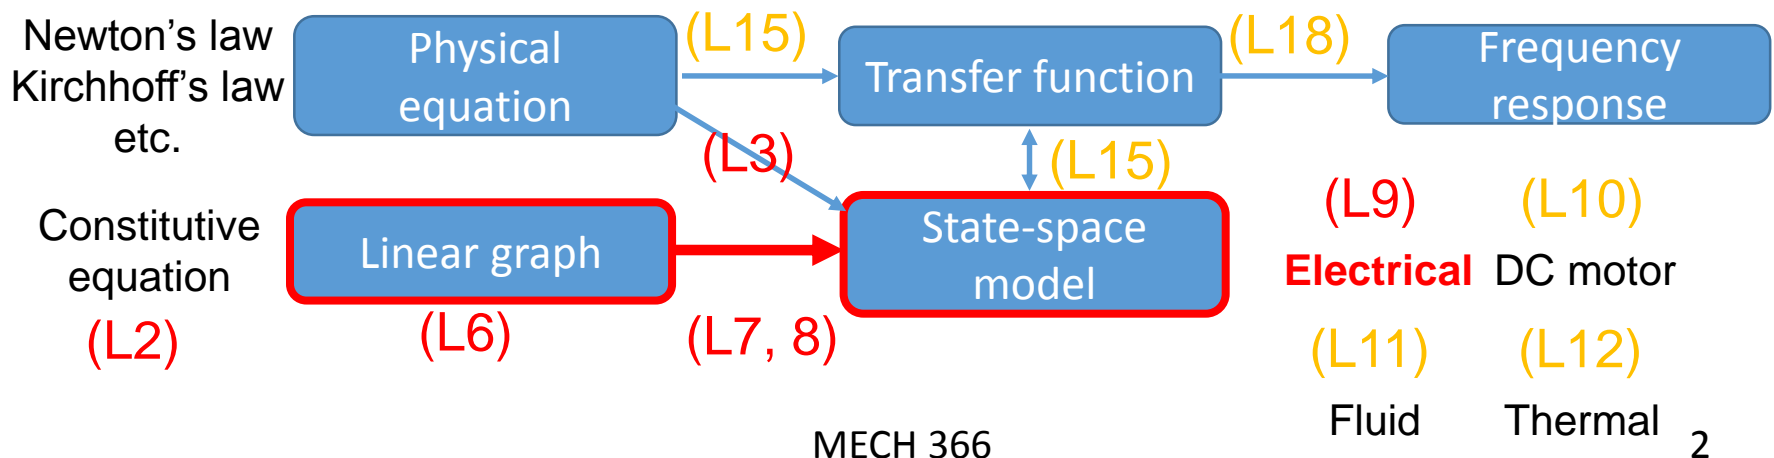 Newton’s law
Kirchhoff’s law
etc.
Physical
equation
(L15)
Transfer function
(L18)
Frequency
response
(L3)
(L15)
Constitutive
equation
(L2)
Linear graph
(L6)
(L7, 8)
State-space
model
(L9)
Electrical
(L10)
DC motor
(L11)
Fluid
(L12)
Thermal
MECH 366
2